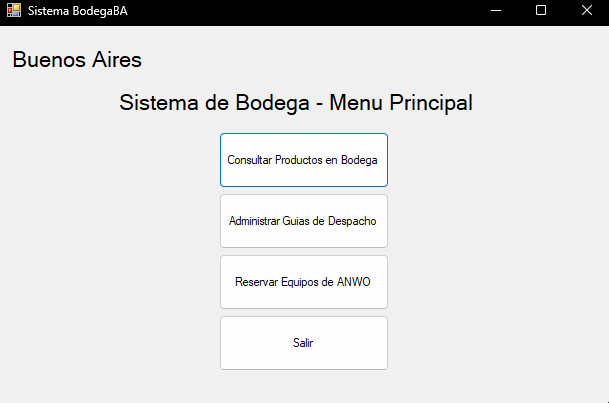 Sistema BodegaBA
Buenos Aires
Sistema de Bodega - Menu Principal
Consultar Productos en Bodega
Administrar Guias de Despacho
Reservar Equipos de ANWO
Salir